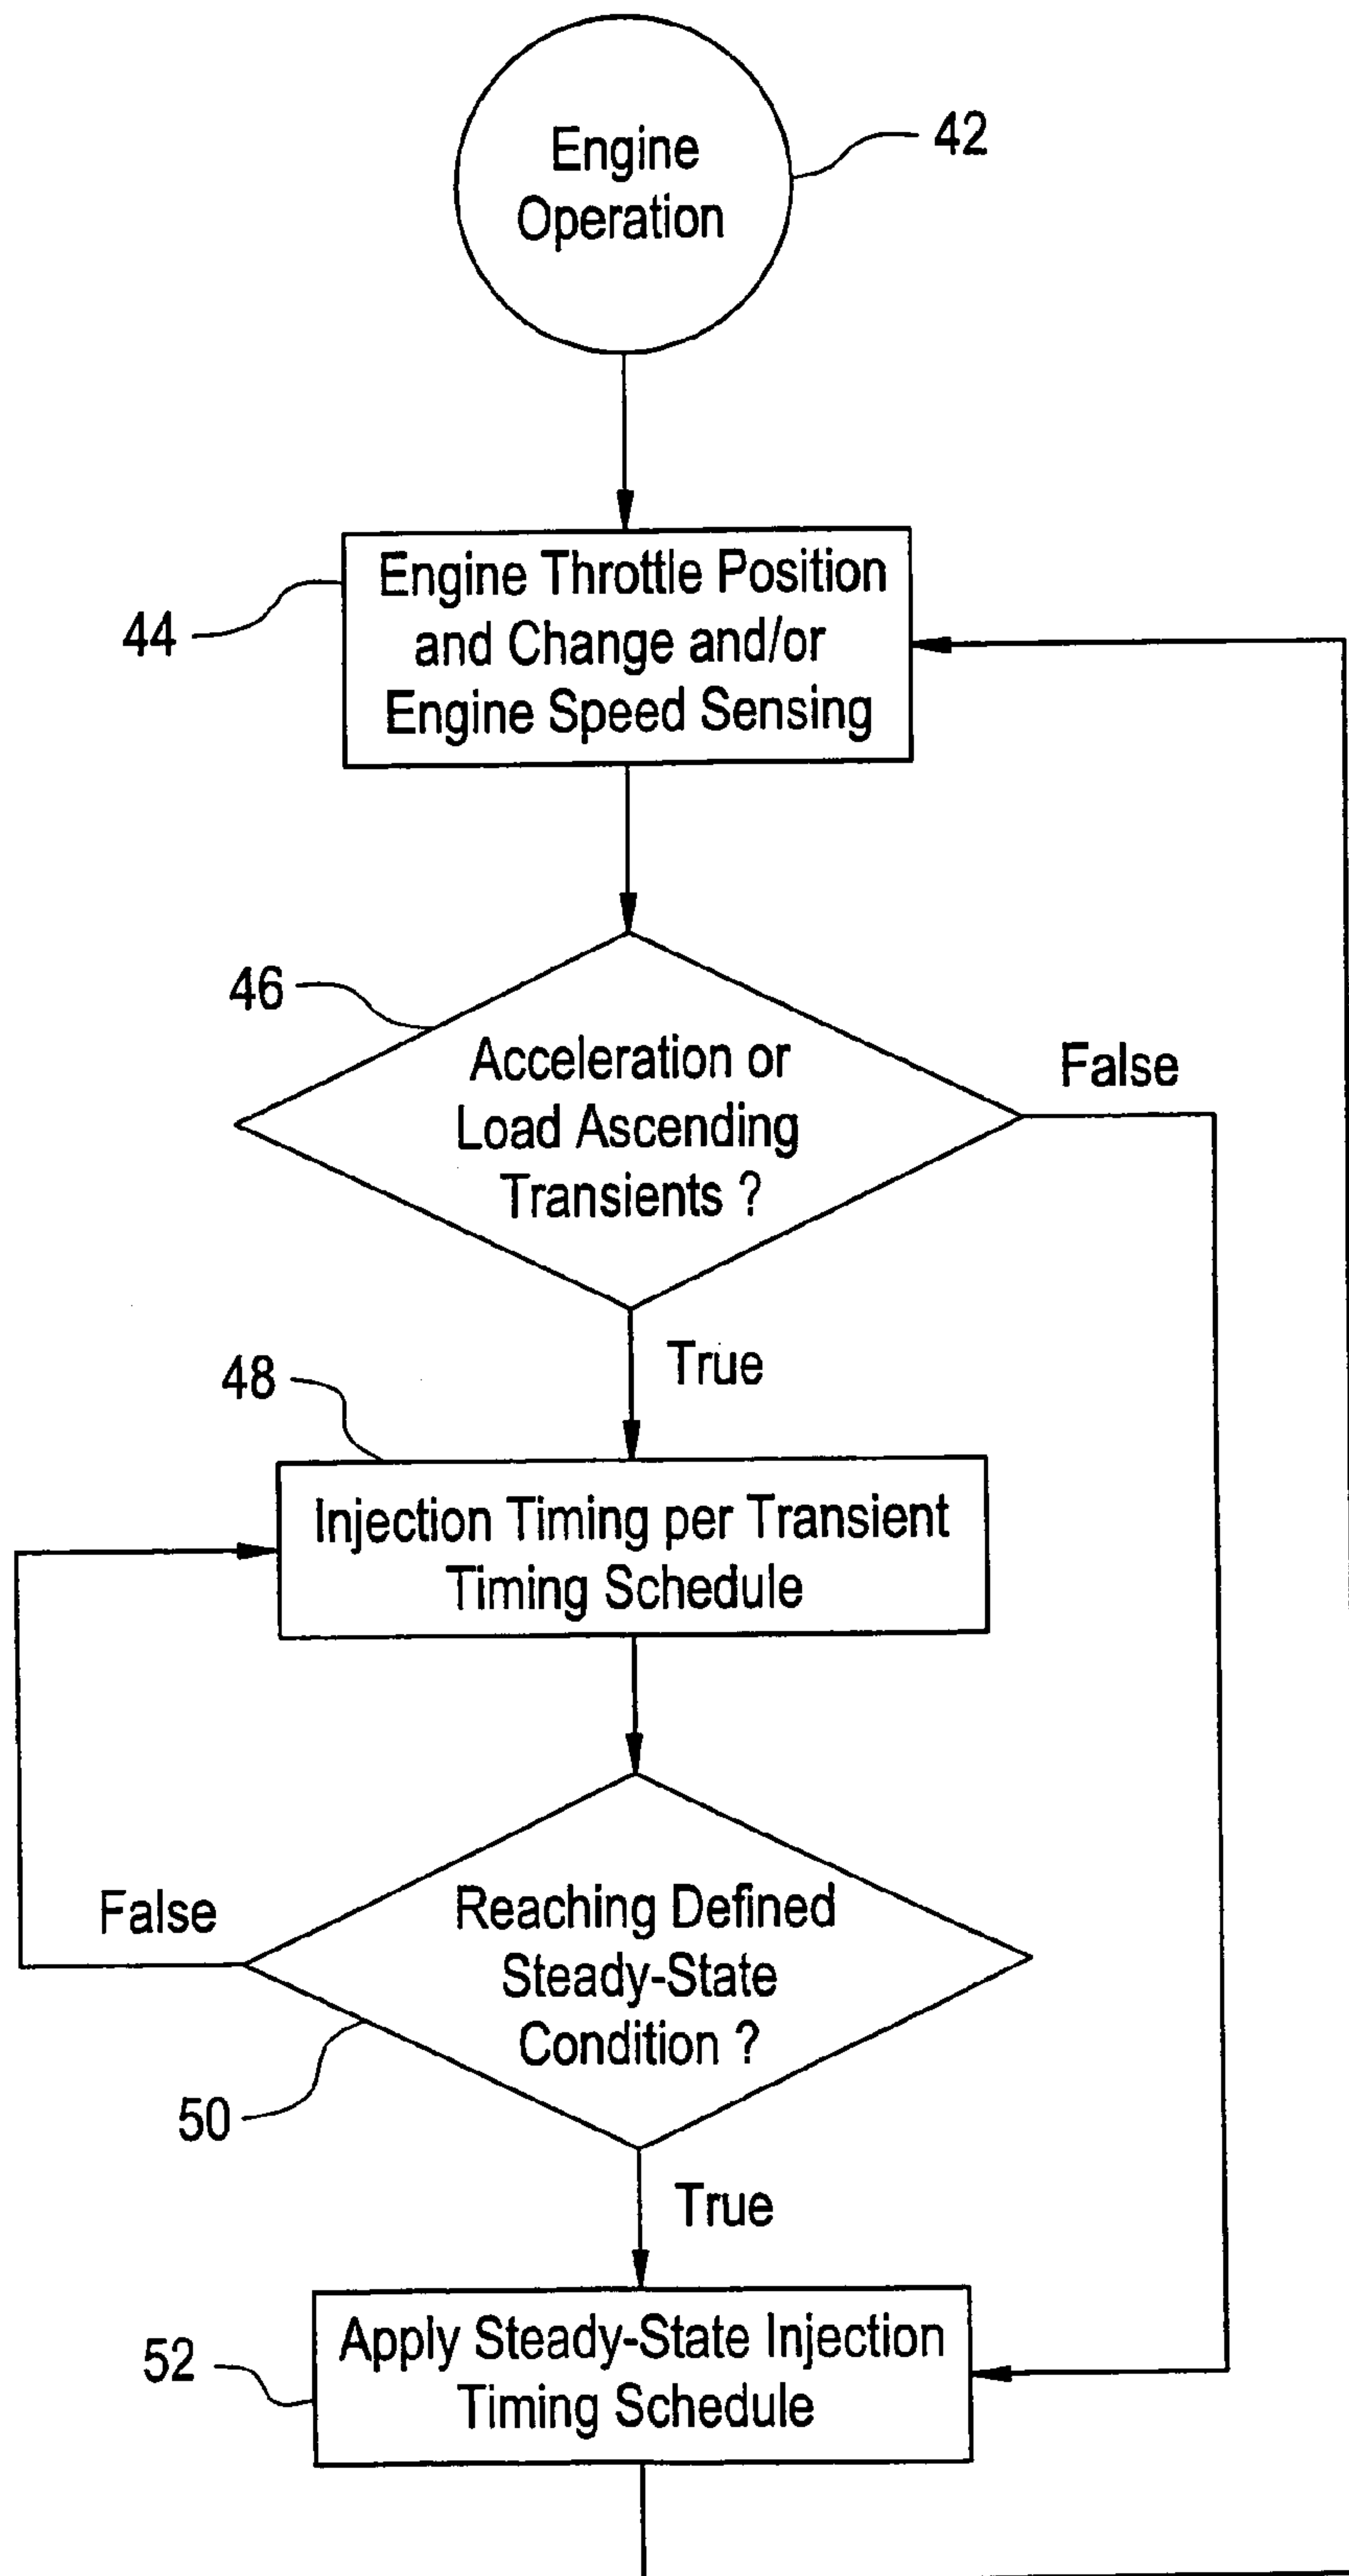 Engine
Operation
42
44
Engine Throttle Position
and Change and/or
Engine Speed Sensing
46
Acceleration or
Load Ascending
Transients ?
False
True
48
Injection Timing per Transient
Timing Schedule
False
Reaching Defined
Steady-State
Condition ?
50
True
52
Apply Steady-State Injection
Timing Schedule